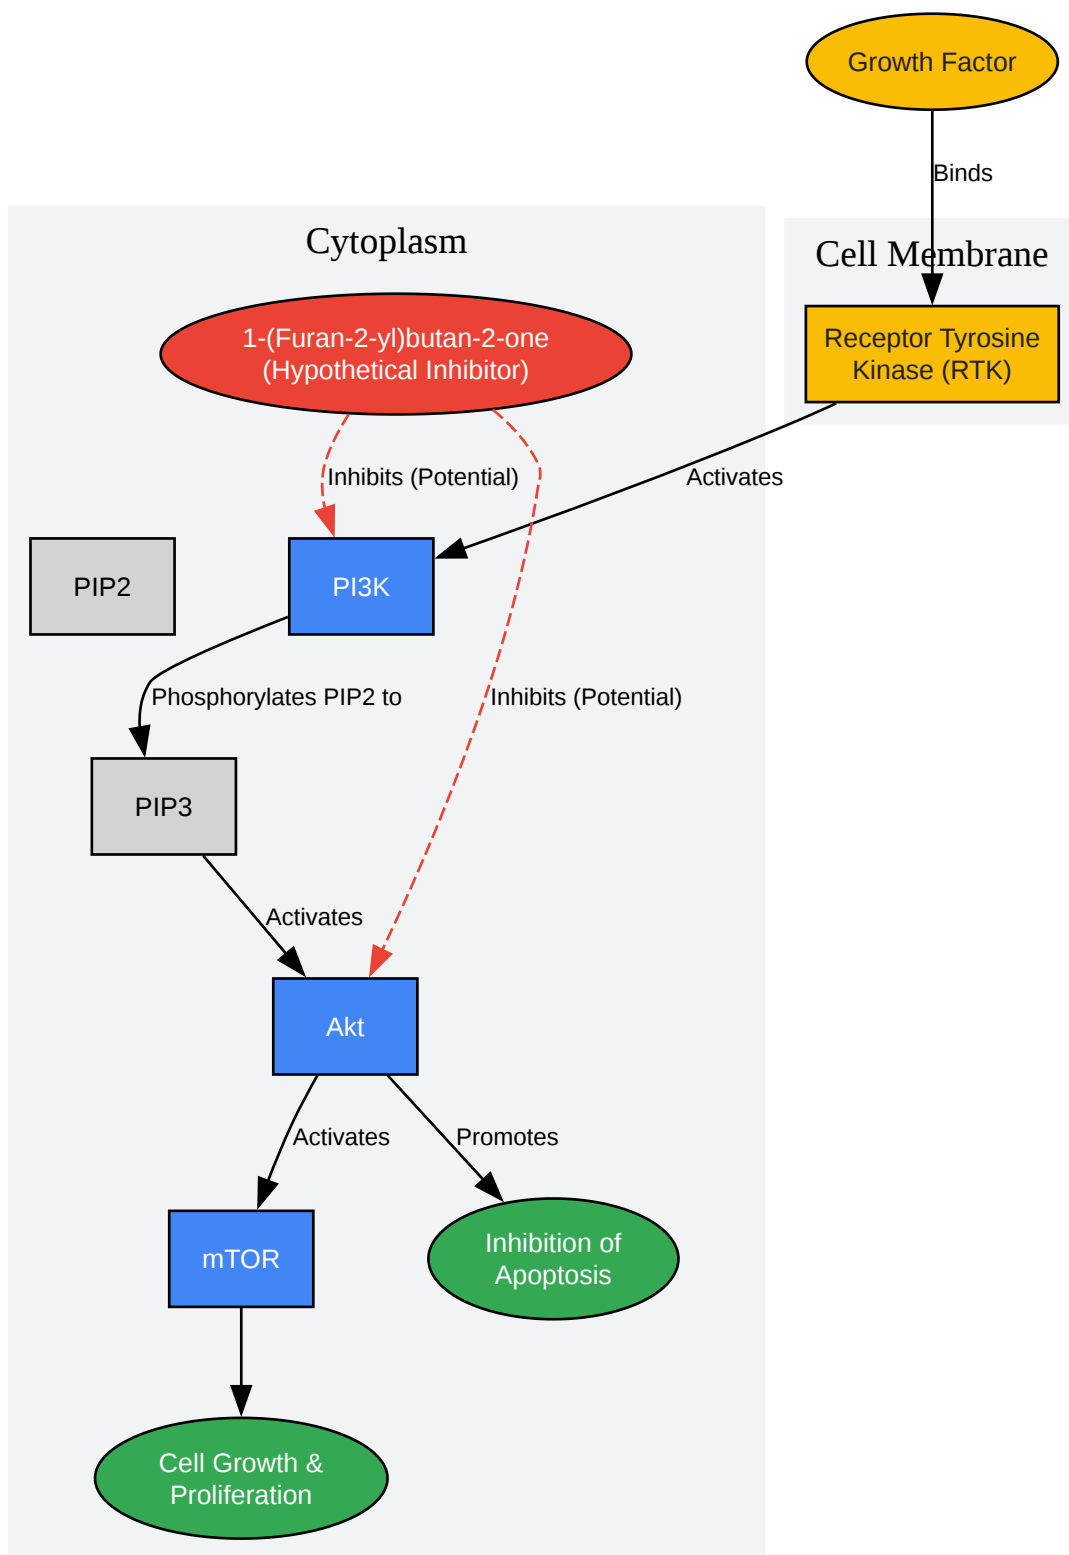 Growth Factor
Binds
Cytoplasm
Cell Membrane
1-(Furan-2-yl)butan-2-one
(Hypothetical Inhibitor)
Receptor Tyrosine
Kinase (RTK)
Inhibits (Potential)
Activates
PIP2
PI3K
Phosphorylates PIP2 to
Inhibits (Potential)
PIP3
Activates
Akt
Activates
Promotes
mTOR
Inhibition of
Apoptosis
Cell Growth &
Proliferation